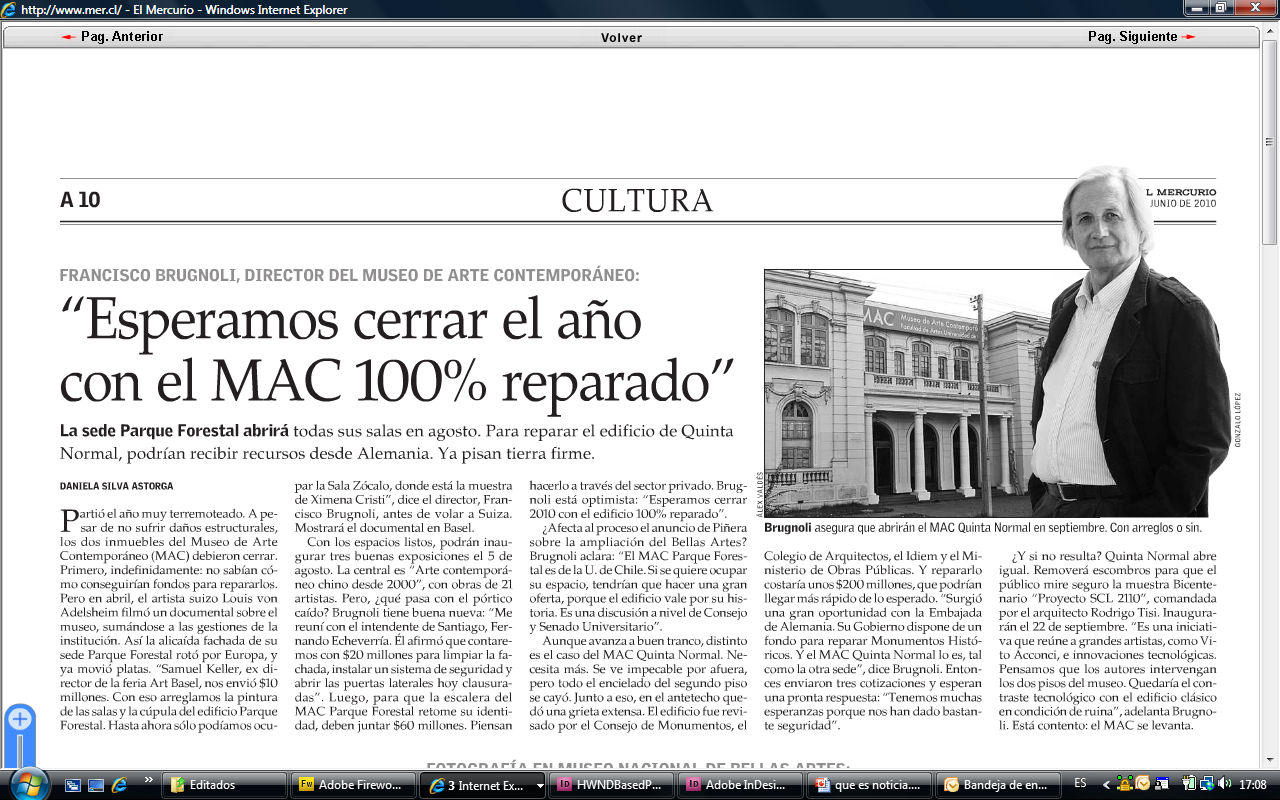 http://www.mer.cl/ - El Mercurio - Windows Internet Explorer
Pag. Anterior
Volver
Pag. Siguiente
A 10
CULTURA
L MERCURIO
JUNIO DE 2010
FRANCISCO BRUGNOLI, DIRECTOR DEL MUSEO DE ARTE CONTEMPORÁNEO:
“Esperamos cerrar el año
con el MAC 100% reparado”
La sede Parque Forestal abrirá todas sus salas en agosto. Para reparar el edificio de Quinta
Normal, podrían recibir recursos desde Alemania. Ya pisan tierra firme.
DANIELA SILVA ASTORGA
Partió el año muy terremoteado. A pe-
sar de no sufrir daños estructurales,
los dos inmuebles del Museo de Arte
Contemporáneo (MAC) debieron cerrar.
Primero, indefinidamente: no sabían có-
mo conseguirían fondos para repararlos.
Pero en abril, el artista suizo Louis von
Adelsheim filmó un documental sobre el
museo, sumándose a las gestiones de la
institución. Así la alicaída fachada de su
sede Parque Forestal rotó por Europa, y
ya movió platas. “Samuel Keller, ex di-
rector de la feria Art Basel, nos envió $10
millones. Con eso arreglamos la pintura
de las salas y la cúpula del edificio Parque
Forestal. Hasta ahora sólo podíamos ocu-
par la Sala Zócalo, donde está la muestra
de Ximena Cristi”, dice el director, Fran-
cisco Brugnoli, antes de volar a Suiza.
Mostrará el documental en Basel.
Con los espacios listos, podrán inau-
gurar tres buenas exposiciones el 5 de
agosto. La central es “Arte contemporá-
neo chino desde 2000”, con obras de 21
artistas. Pero, ¿qué pasa con el pórtico
caído? Brugnoli tiene buena nueva: “Me
reuní con el intendente de Santiago, Fer-
nando Echeverría. Él afirmó que contare-
mos con $20 millones para limpiar la fa-
chada, instalar un sistema de seguridad y
abrir las puertas laterales hoy clausura-
das”. Luego, para que la escalera del
MAC Parque Forestal retome su identi-
dad, deben juntar $60 millones. Piensan
hacerlo a través del sector privado. Brug-
noli está optimista: “Esperamos cerrar
2010 con el edificio 100% reparado”.
¿Afecta al proceso el anuncio de Piñera
sobre la ampliación del Bellas Artes?
Brugnoli aclara: “El MAC Parque Fores-
tal es de la U. de Chile. Si se quiere ocupar
su espacio, tendrían que hacer una gran
oferta, porque el edificio vale por su his-
toria. Es una discusión a nivel de Consejo
y Senado Universitario”.
Aunque avanza a buen tranco, distinto
es el caso del MAC Quinta Normal. Ne-
cesita más. Se ve impecable por afuera,
pero todo el encielado del segundo piso
se cayó. Junto a eso, en el antetecho que-
dó una grieta extensa. El edificio fue revi-
sado por el Consejo de Monumentos, el
MAC Museo de Arte Contemporá
Facultad de Artes Universidad de
ÁLEX VALDÉS
GONZALO LÓPEZ
Brugnoli asegura que abrirán el MAC Quinta Normal en septiembre. Con arreglos o sin.
Colegio de Arquitectos, el Idiem y el Mi-
nisterio de Obras Públicas. Y repararlo
costaría unos $200 millones, que podrían
llegar más rápido de lo esperado. “Surgió
una gran oportunidad con la Embajada
de Alemania. Su Gobierno dispone de un
fondo para reparar Monumentos Histó-
ricos. Y el MAC Quinta Normal lo es, tal
como la otra sede”, dice Brugnoli. Enton-
ces enviaron tres cotizaciones y esperan
una pronta respuesta: “Tenemos muchas
esperanzas porque nos han dado bastan-
te seguridad”.
¿Y si no resulta? Quinta Normal abre
igual. Removerá escombros para que el
público mire seguro la muestra Bicente-
nario “Proyecto SCL 2110”, comandada
por el arquitecto Rodrigo Tisi. Inaugura-
rán el 22 de septiembre. “Es una iniciati-
va que reúne a grandes artistas, como Vi-
to Acconci, e innovaciones tecnológicas.
Pensamos que los autores intervengan
los dos pisos del museo. Quedaría el con-
traste tecnológico con el edificio clásico
en condición de ruina”, adelanta Brugno-
li. Está contento: el MAC se levanta.
FOTOGRAFÍA EN MUSEO NACIONAL DE BELLAS ARTES:
Editados
Adobe Firewo...
3 Internet Ex...
HWNDBasedP...
Adobe InDesi...
que es noticia....
Bandeja de en...
ES
17:08